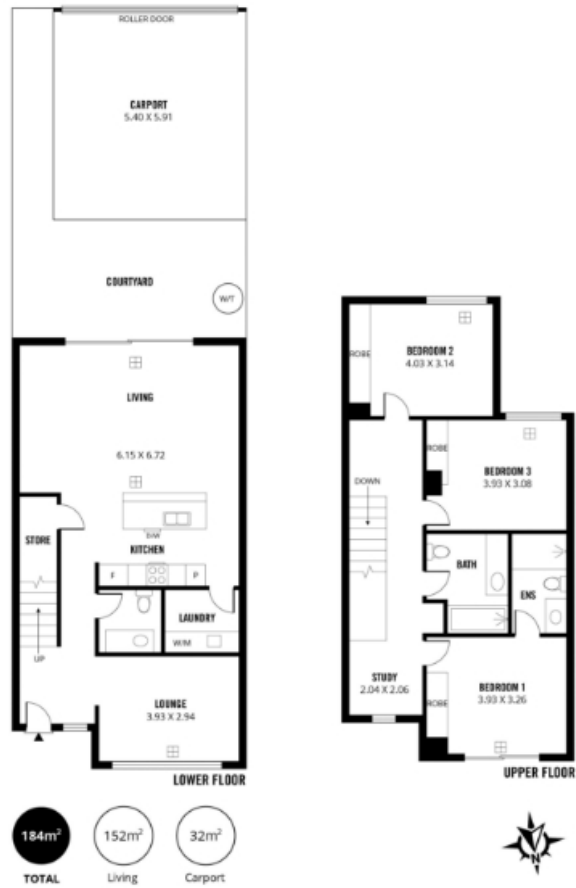 ROLLER DOOR
CARPORT
5.40 X 5.91
COURTYARD
W/T
LIVING
6.15 X 6.72
STORE
D/W
KITCHEN
F
P
LAUNDRY
W/M
UP
LOUNGE
3.93 X 2.94
LOWER FLOOR
ROBE
BEDROOM 2
4.03 X 3.14
ROBE
BEDROOM 3
3.93 X 3.08
DOWN
BATH
ENS
STUDY
2.04 X 2.06
BEDROOM 1
3.93 X 3.26
ROBE
UPPER FLOOR
184m²
TOTAL
152m²
Living
32m²
Carport
N